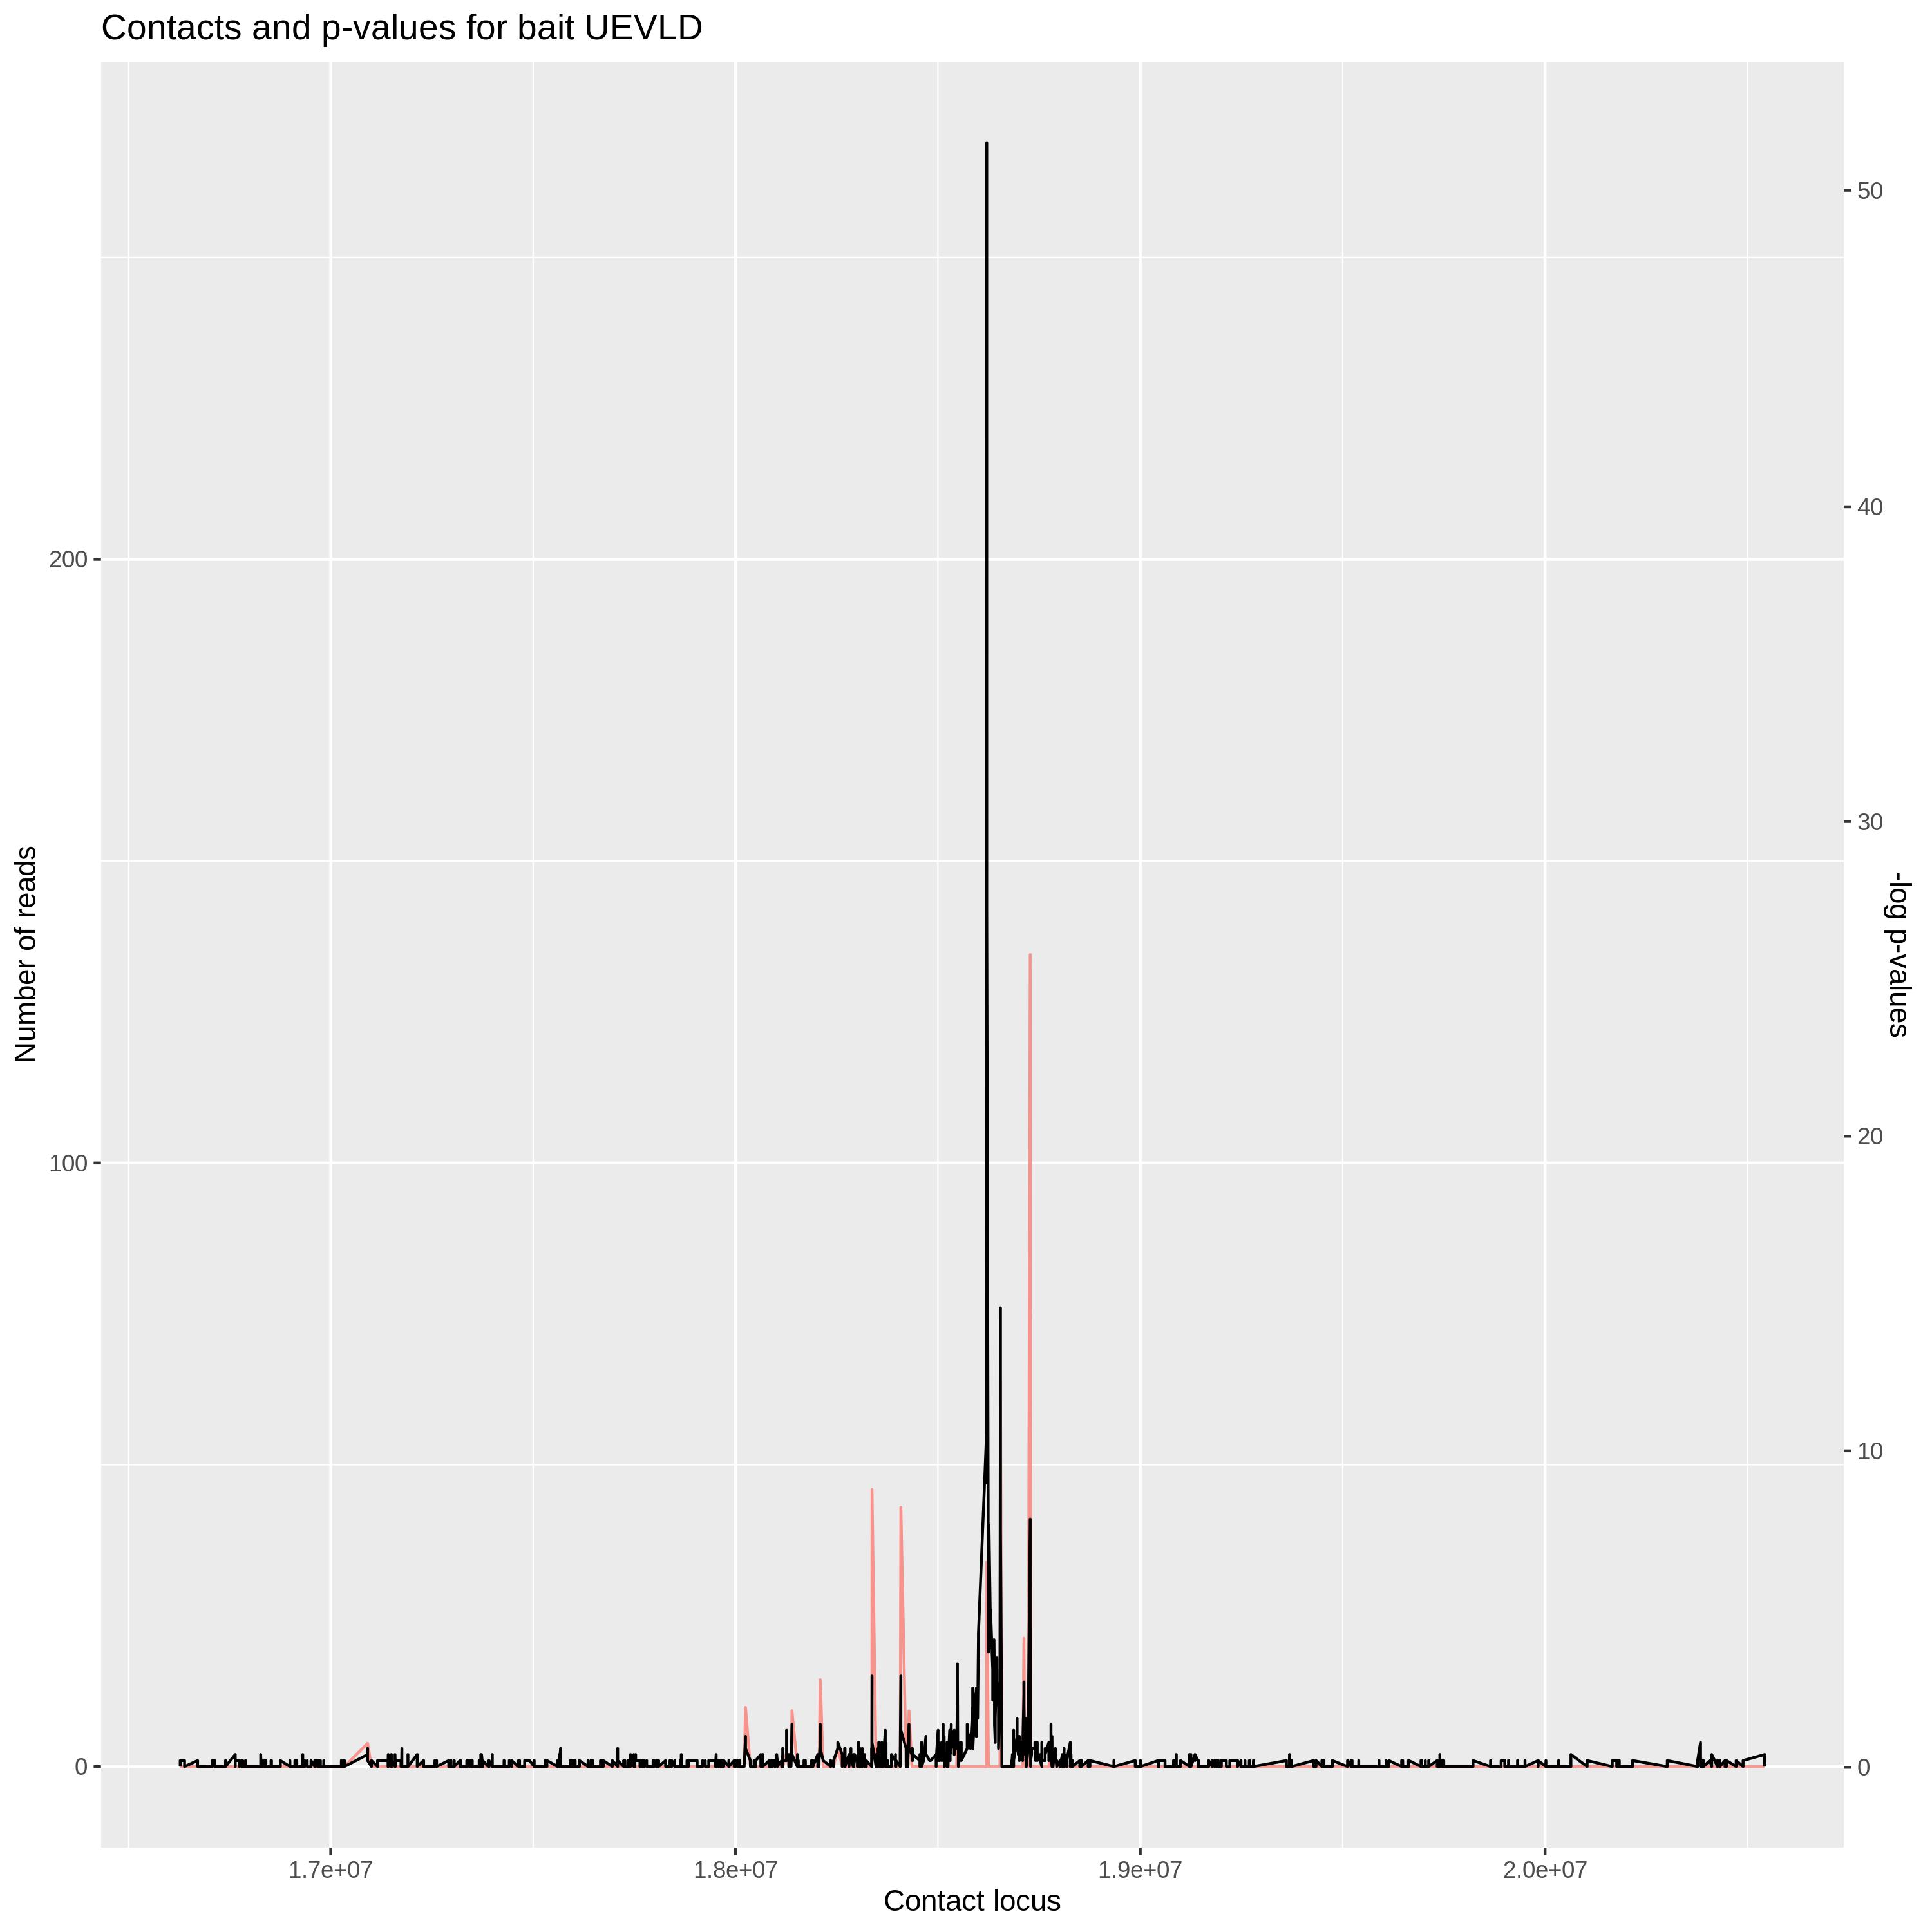 Contacts and p-values for bait UEVLD
Number of reads
200
100
0
50
40
30
20
10
0
-log p-values
1.7e+07 1.8e+07 1.9e+07 2.0e+07
Contact locus